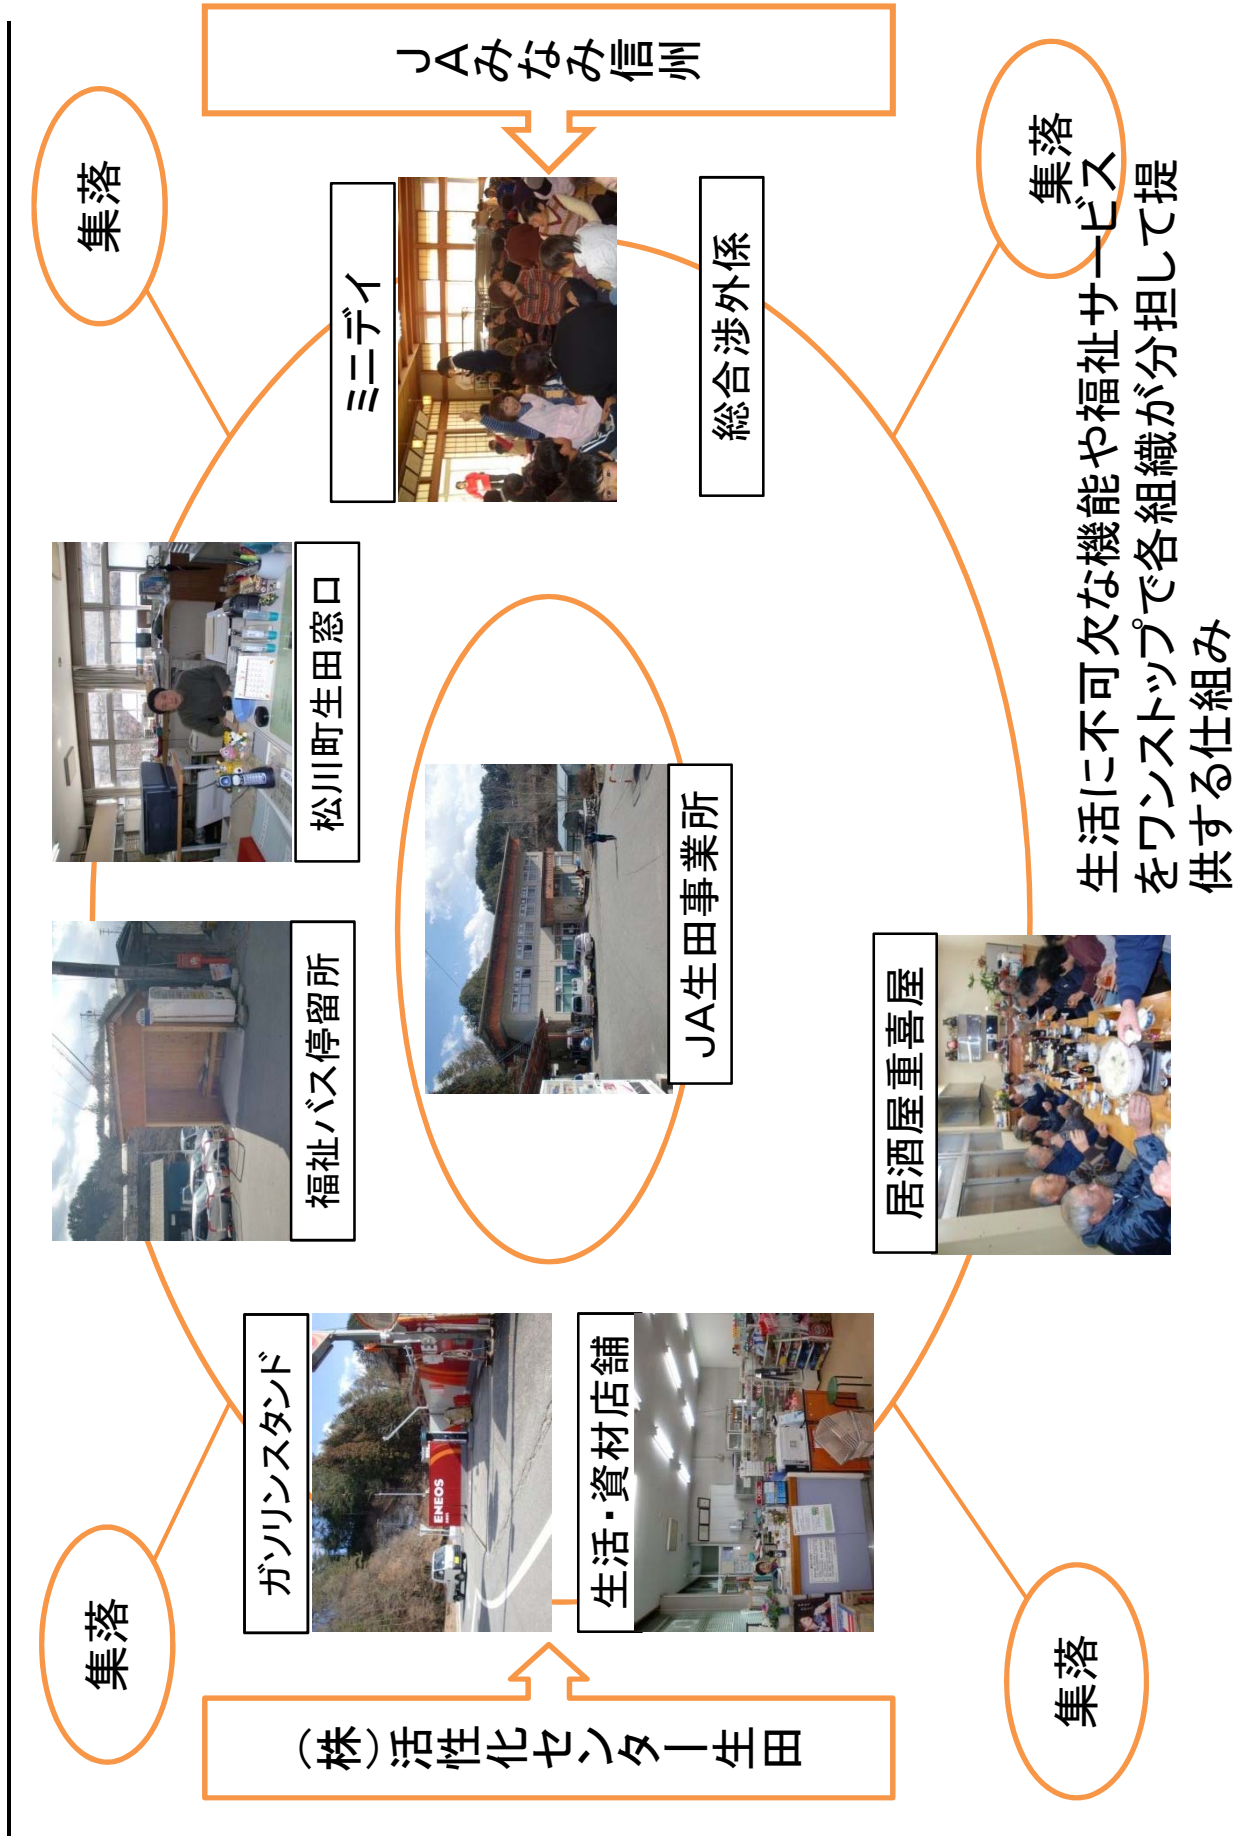 集落
集落
福祉バス停留所
松川町生田窓口
ガソリンスタンド
ENEOS
ミニデイ
(株)活性化センター生田
JA生田事業所
JAみなみ信州
生活・資材店舗
総合渉外係
居酒屋重喜屋
集落
集落
生活に不可欠な機能や福祉サービス
をワンストップで各組織が分担して提
供する仕組み